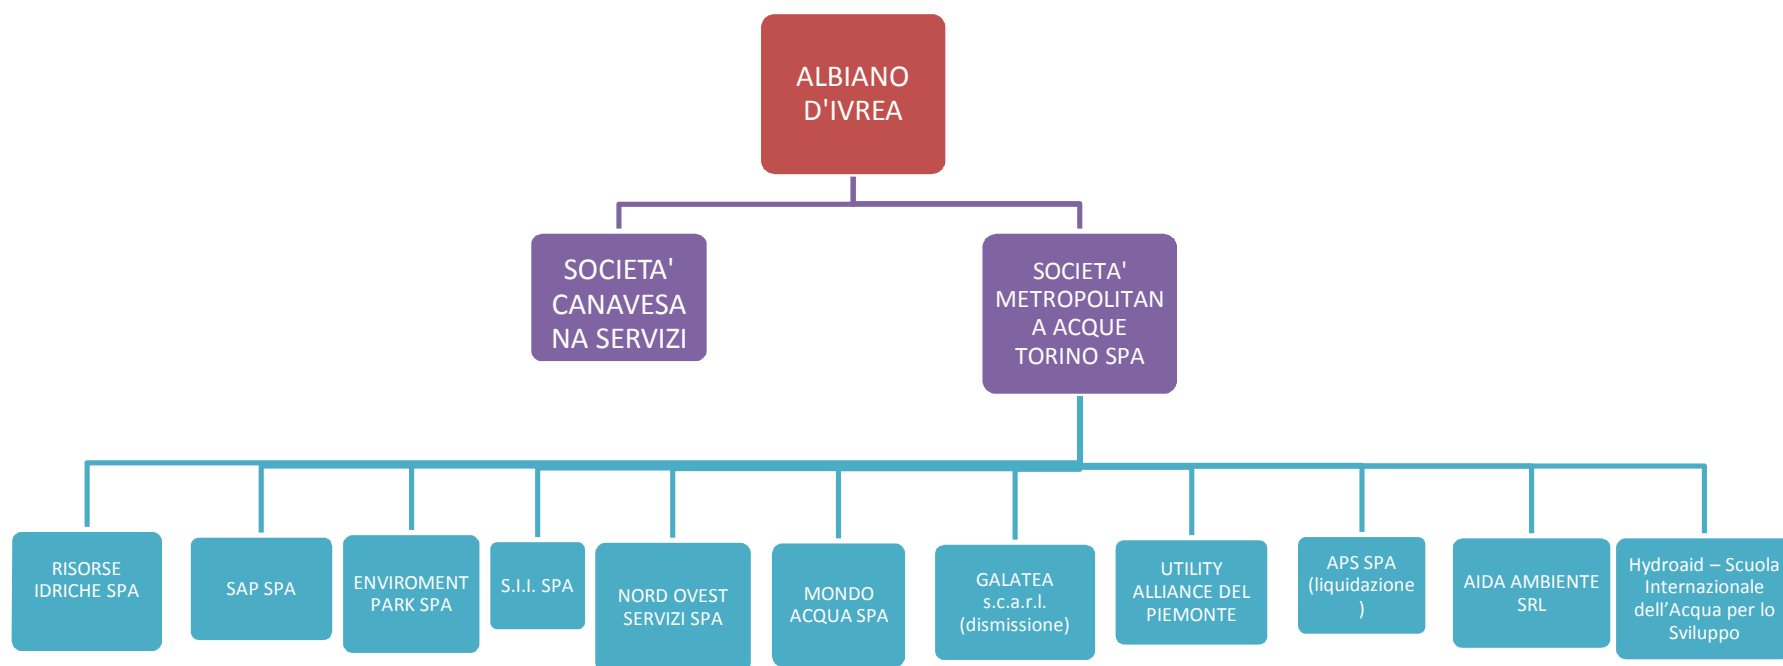 ALBIANO
D'IVREA
SOCIETA'
CANAVESA
NA SERVIZI
SOCIETA'
METROPOLITAN
A ACQUE
TORINO SPA
RISORSE
IDRICHE SPA
SAP SPA
ENVIROMENT
PARK SPA
S.I.I. SPA
NORD OVEST
SERVIZI SPA
MONDO
ACQUA SPA
GALATEA
s.c.a.r.l.
(dismissione)
UTILITY
ALLIANCE DEL
PIEMONTE
APS SPA
(liquidazione
)
AIDA AMBIENTE
SRL
Hydroaid – Scuola
Internazionale
dell’Acqua per lo
Sviluppo